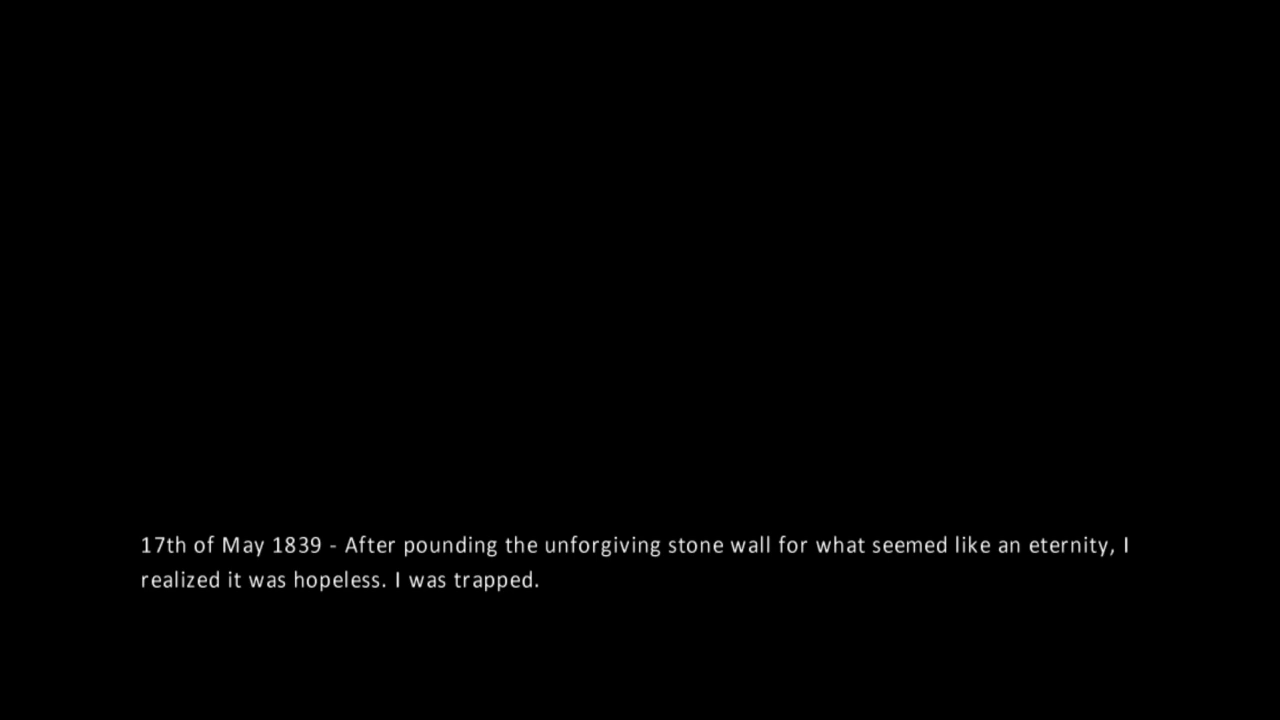 17th of May 1839 - After pounding the unforgiving stone wall for what seemed like an eternity, I
realized it was hopeless. I was trapped.